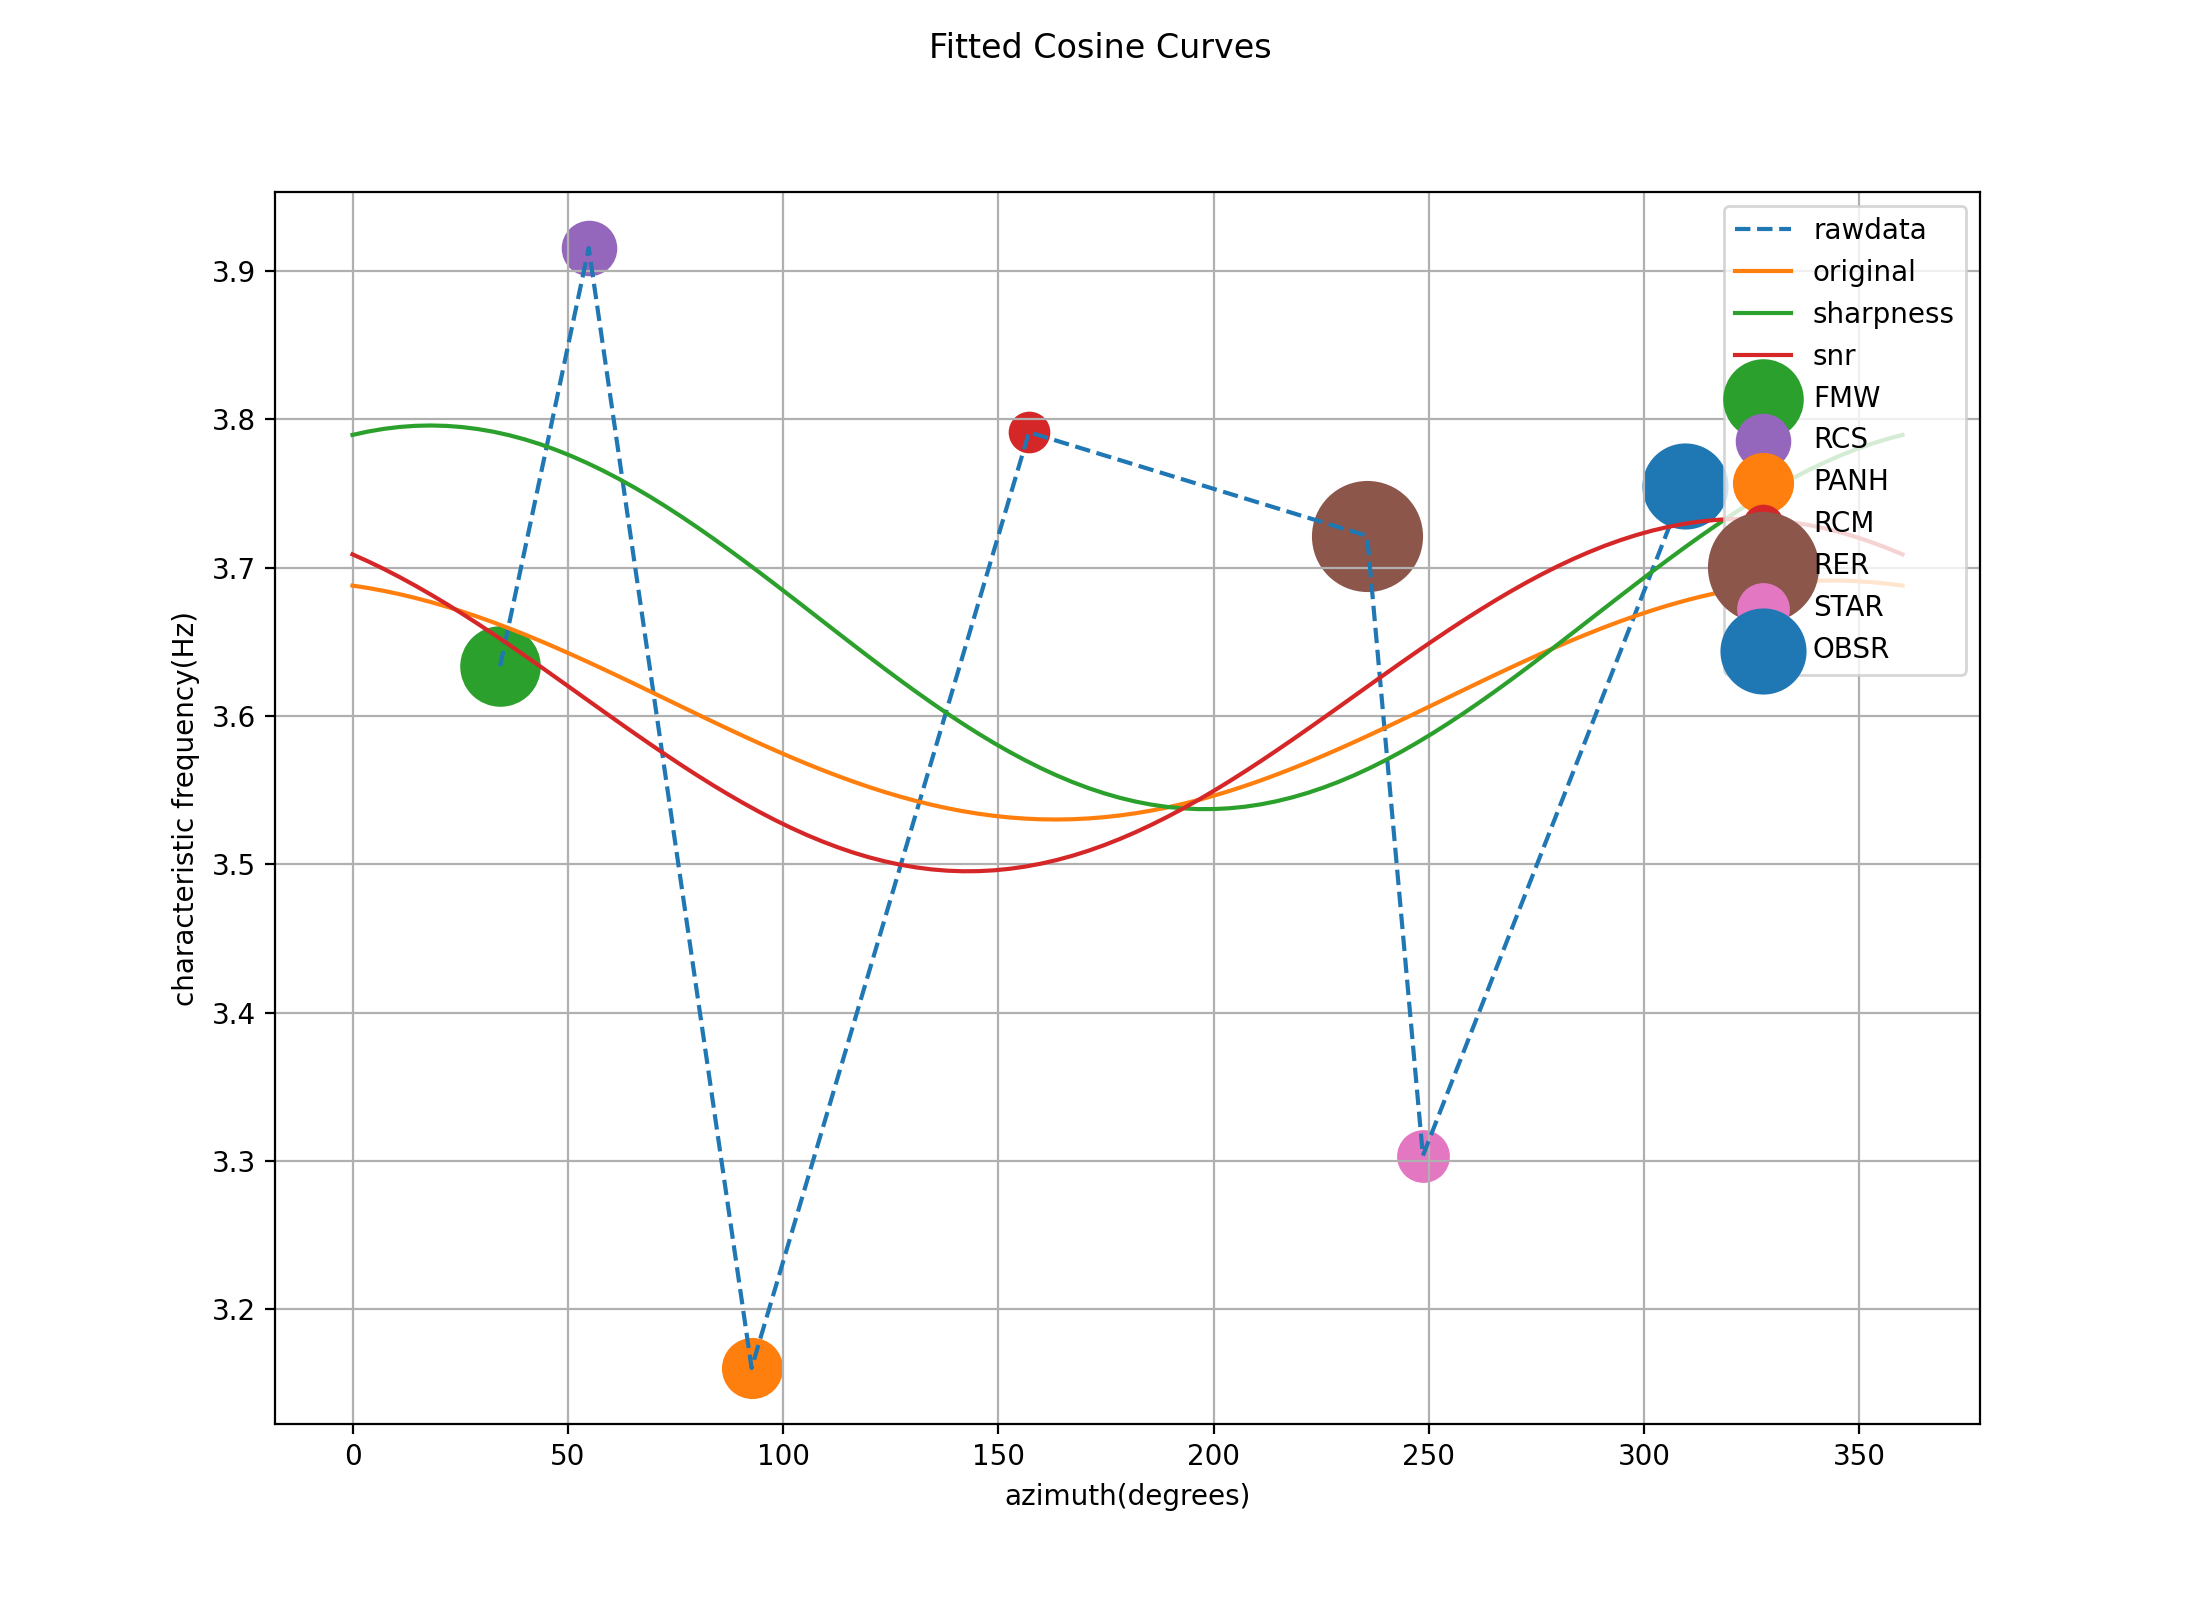 Fitted Cosine Curves
rawdata
original
sharpness
snr
FMW
RCS
PANH
RCM
RER
STAR
OBSR
characteristic frequency(Hz)
3.9
3.8
3.7
3.6
3.5
3.4
3.3
3.2
0 50 100 150 200 250 300 350
azimuth(degrees)